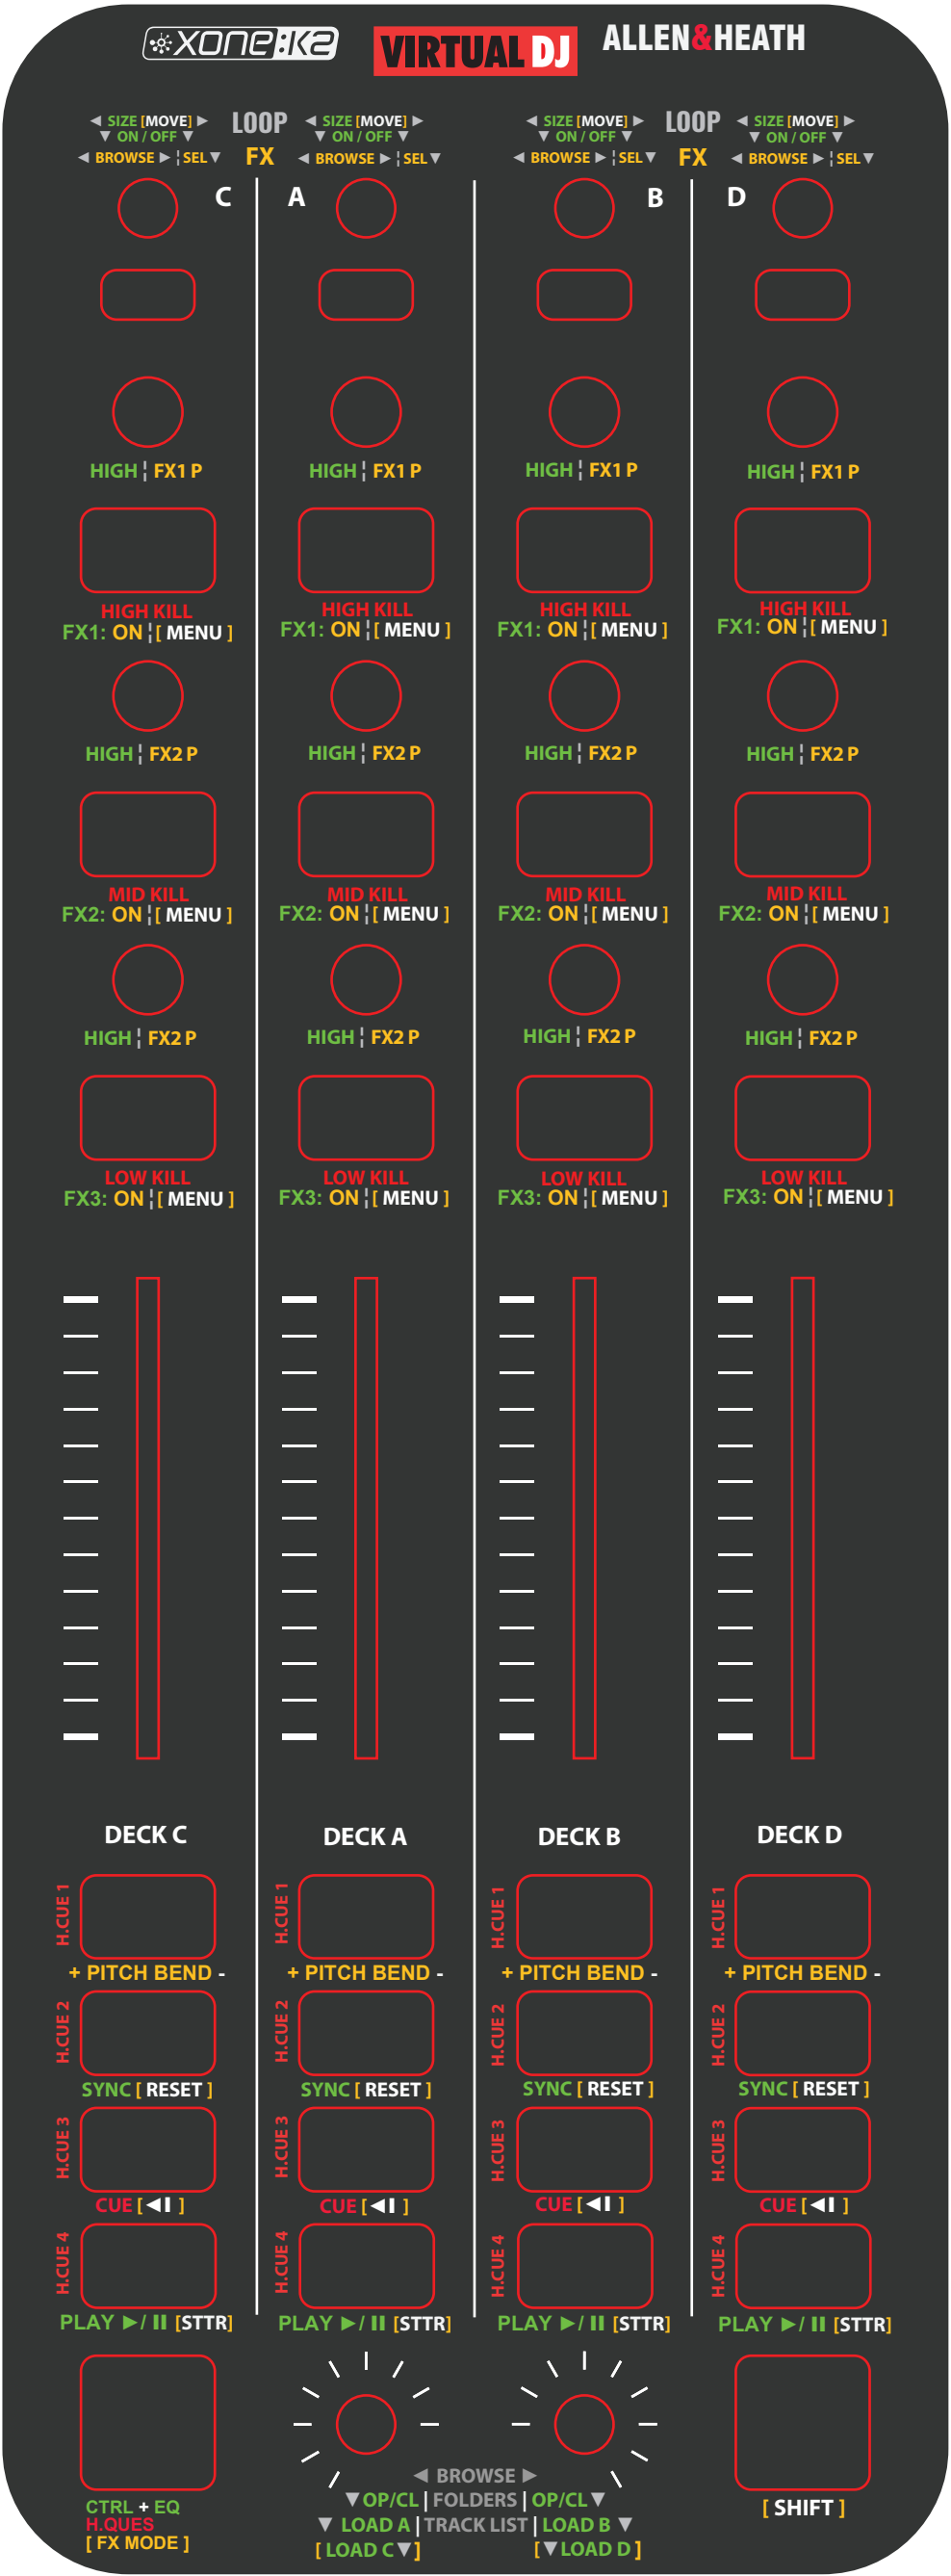 xone:K2 VIRTUAL DJ ALLEN&HEATH
◄ SIZE [MOVE] ► LOOP ◄ SIZE [MOVE] ► ◄ SIZE [MOVE] ► LOOP ◄ SIZE [MOVE] ►
▼ ON / OFF ▼ ▼ ON / OFF ▼ ▼ ON / OFF ▼ ▼ ON / OFF ▼
◄ BROWSE ► ¦ SEL ▼ FX ◄ BROWSE ► ¦ SEL ▼ ◄ BROWSE ► ¦ SEL ▼ FX ◄ BROWSE ► ¦ SEL ▼
C A B D
HIGH ¦ FX1 P HIGH ¦ FX1 P HIGH ¦ FX1 P HIGH ¦ FX1 P
HIGH KILL HIGH KILL HIGH KILL HIGH KILL
FX1: ON ¦ [ MENU ] FX1: ON ¦ [ MENU ] FX1: ON ¦ [ MENU ] FX1: ON ¦ [ MENU ]
HIGH ¦ FX2 P HIGH ¦ FX2 P HIGH ¦ FX2 P HIGH ¦ FX2 P
MID KILL MID KILL MID KILL MID KILL
FX2: ON ¦ [ MENU ] FX2: ON ¦ [ MENU ] FX2: ON ¦ [ MENU ] FX2: ON ¦ [ MENU ]
HIGH ¦ FX2 P HIGH ¦ FX2 P HIGH ¦ FX2 P HIGH ¦ FX2 P
LOW KILL LOW KILL LOW KILL LOW KILL
FX3: ON ¦ [ MENU ] FX3: ON ¦ [ MENU ] FX3: ON ¦ [ MENU ] FX3: ON ¦ [ MENU ]
DECK C DECK A DECK B DECK D
H.CUE 1 H.CUE 1 H.CUE 1 H.CUE 1
+ PITCH BEND - + PITCH BEND - + PITCH BEND - + PITCH BEND -
H.CUE 2 H.CUE 2 H.CUE 2 H.CUE 2
SYNC [ RESET ] SYNC [ RESET ] SYNC [ RESET ] SYNC [ RESET ]
H.CUE 3 H.CUE 3 H.CUE 3 H.CUE 3
CUE [ ◄I ] CUE [ ◄I ] CUE [ ◄I ] CUE [ ◄I ]
H.CUE 4 H.CUE 4 H.CUE 4 H.CUE 4
PLAY ►/ II [STTR] PLAY ►/ II [STTR] PLAY ►/ II [STTR] PLAY ►/ II [STTR]
◄ BROWSE ►
▼ OP/CL | FOLDERS | OP/CL ▼
▼ LOAD A | TRACK LIST | LOAD B ▼
[ LOAD C ▼ ] [ ▼ LOAD D ]
CTRL + EQ
H.QUES
[ FX MODE ]
[ SHIFT ]